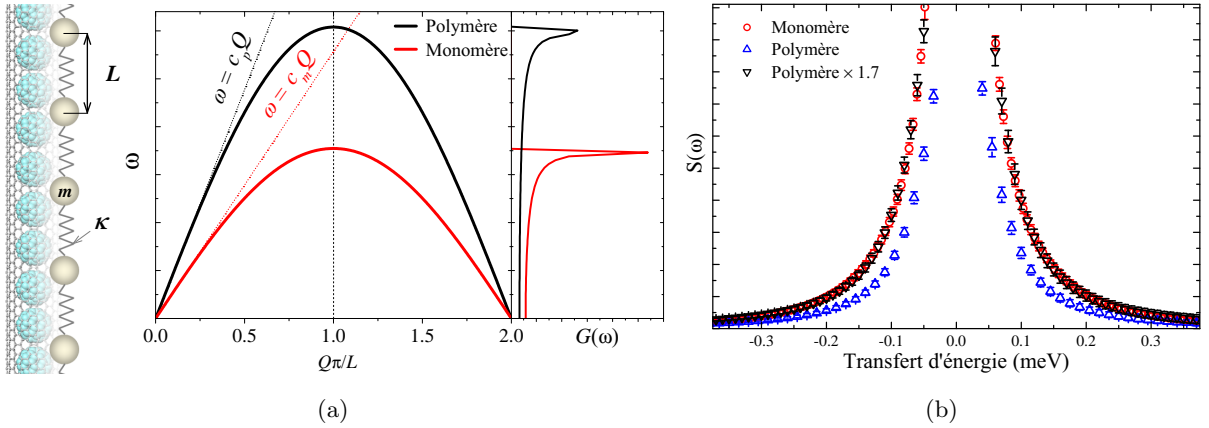 L
m
κ
ω
ω = c_p Q
ω = c_m Q
Polymère
Monomère
0.0
0.5
1.0
1.5
2.0
Qπ/L
G(ω)
(a)
S(ω)
Monomère
Polymère
Polymère × 1.7
-0.3
-0.2
-0.1
0.0
0.1
0.2
0.3
Transfert d'énergie (meV)
(b)